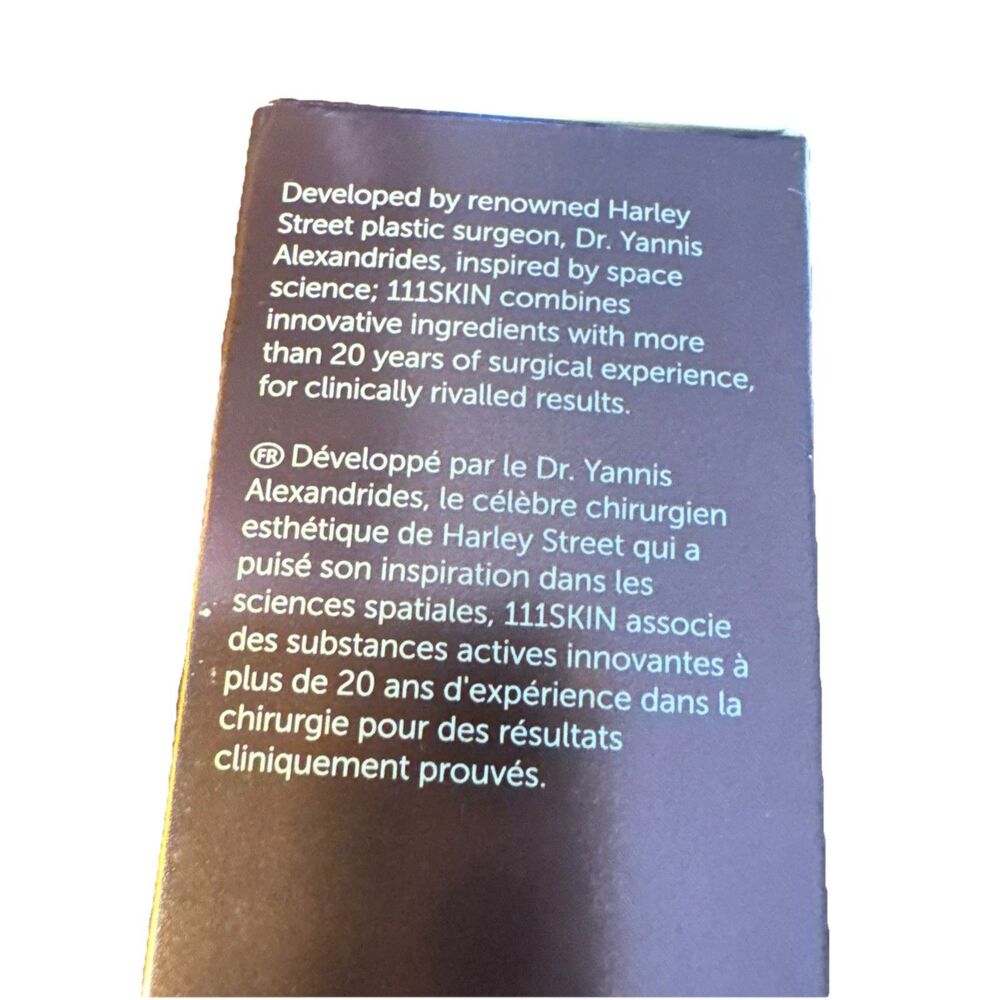 Developed by renowned Harley
Street plastic surgeon, Dr. Yannis
Alexandrides, inspired by space
science; 111SKIN combines
innovative ingredients with more
than 20 years of surgical experience,
for clinically rivalled results.
FR Développé par le Dr. Yannis
Alexandrides, le célèbre chirurgien
esthétique de Harley Street qui a
puisé son inspiration dans les
sciences spatiales, 111SKIN associe
des substances actives innovantes à
plus de 20 ans d'expérience dans la
chirurgie pour des résultats
cliniquement prouvés.